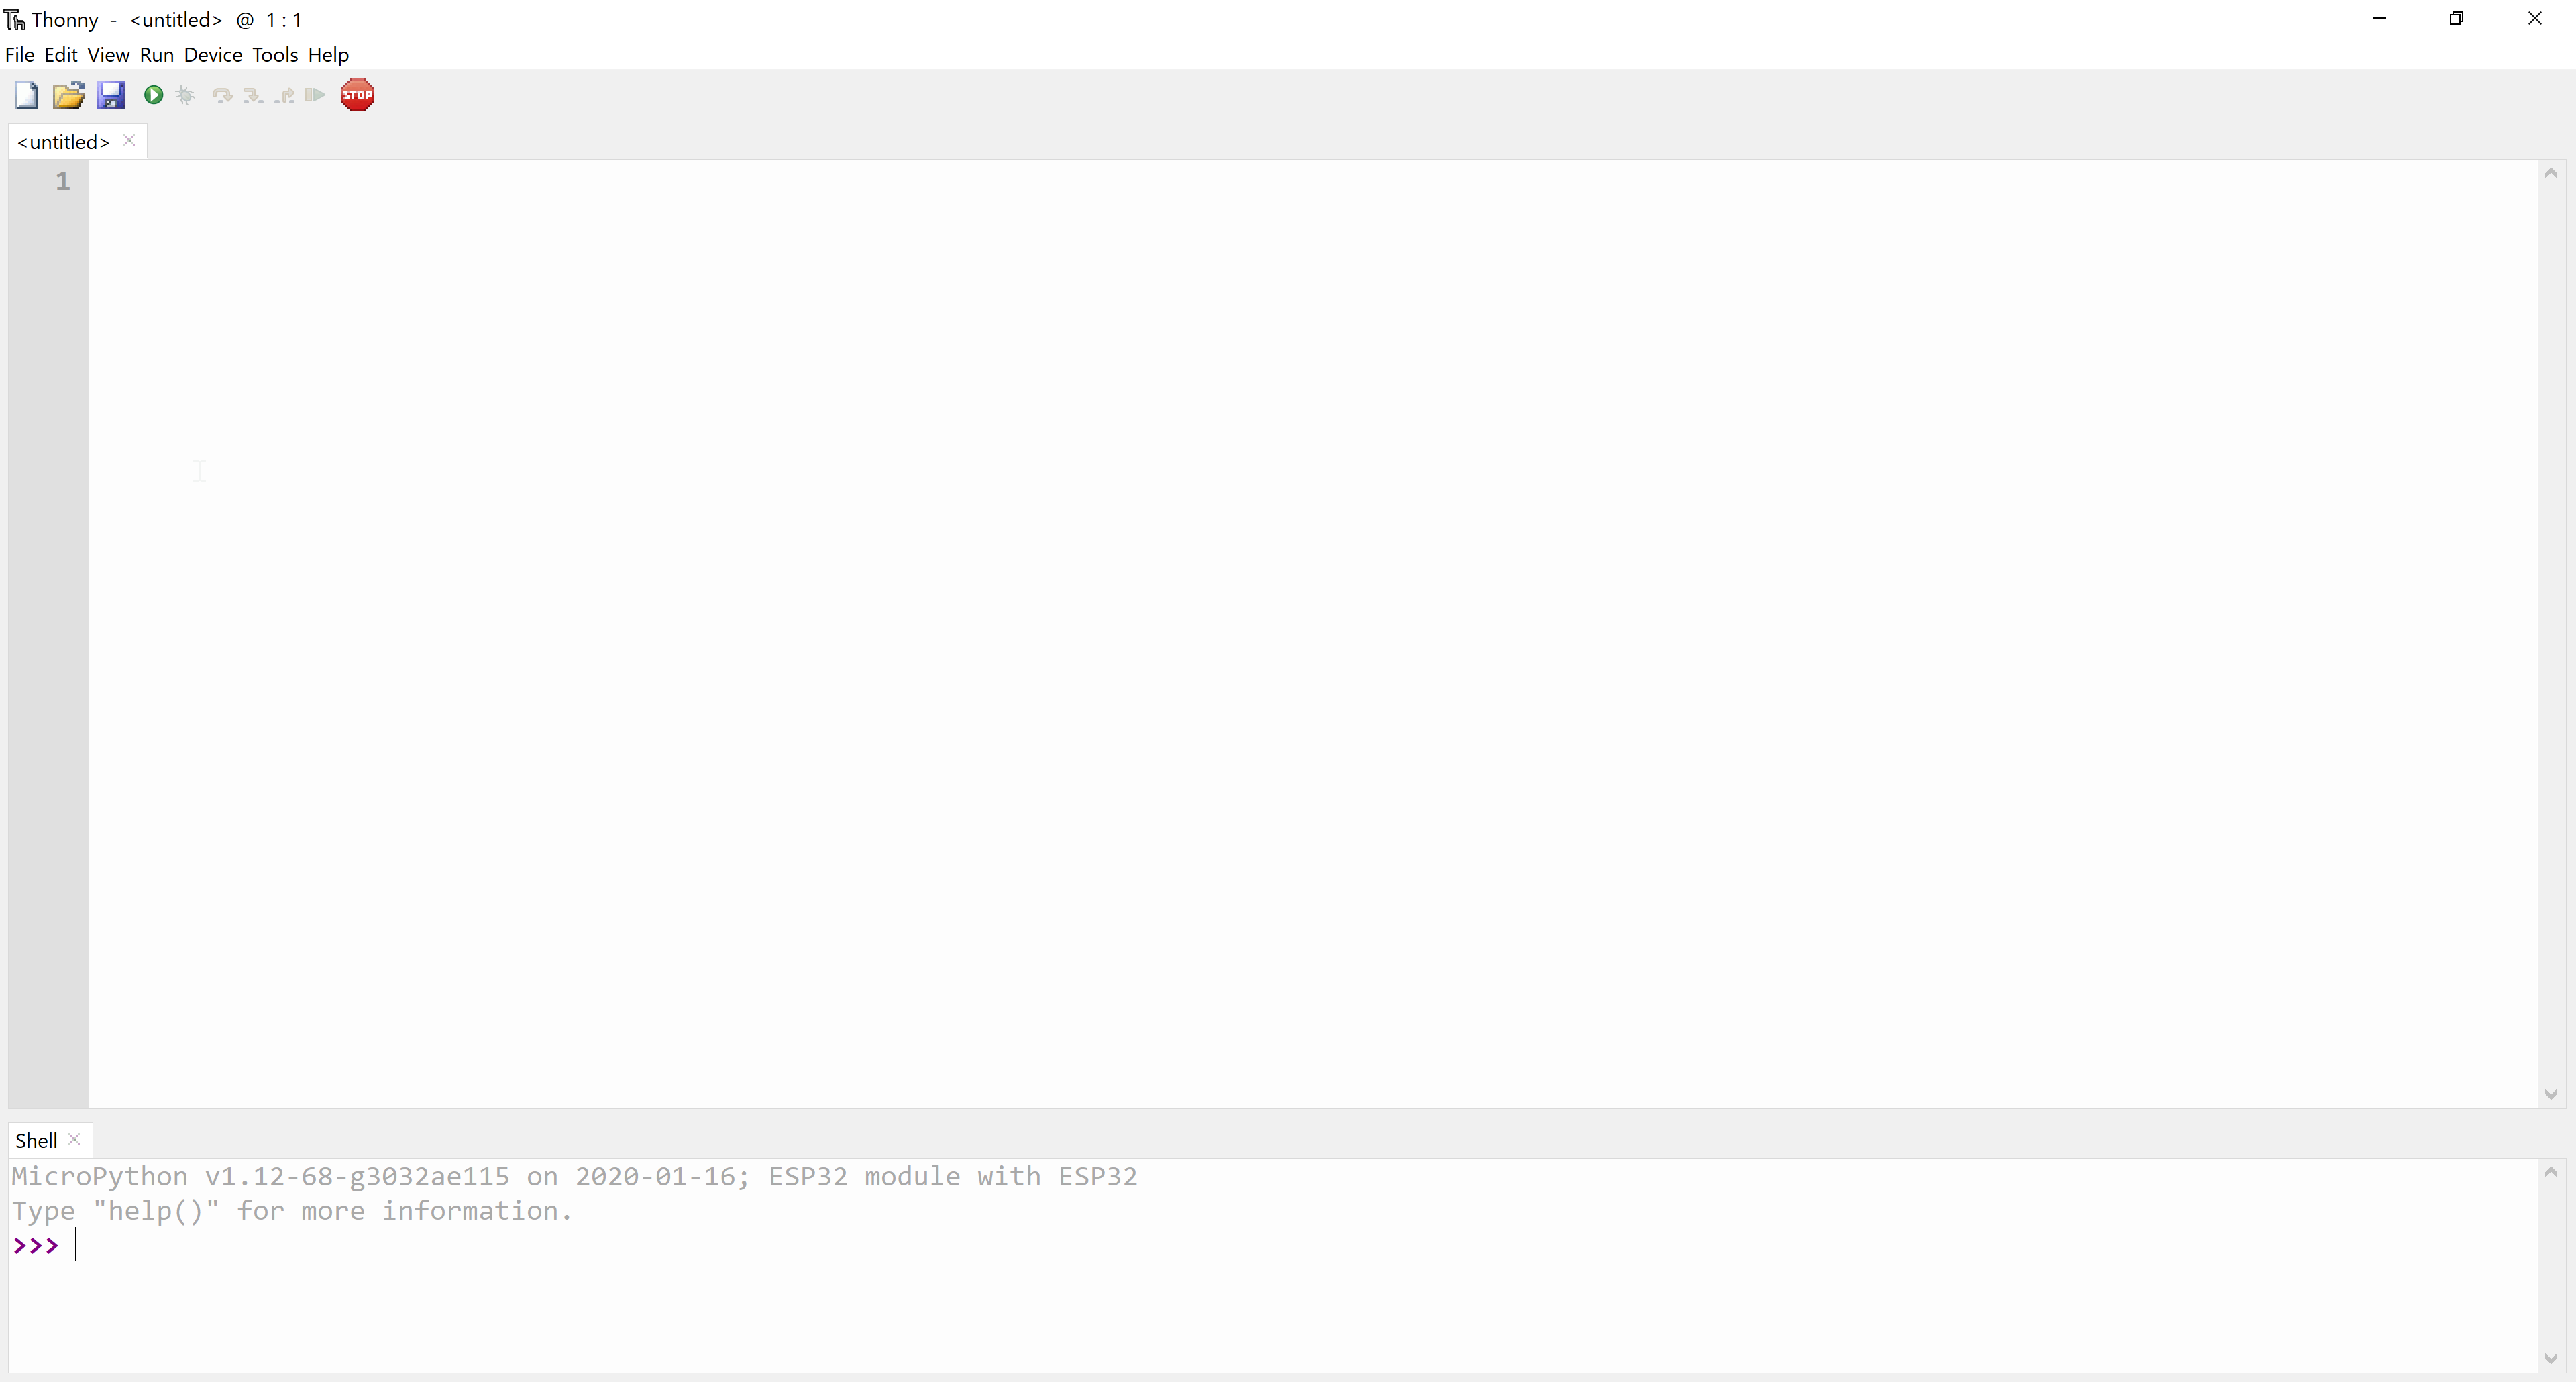 Thonny - <untitled> @ 1 : 1
File Edit View Run Device Tools Help
STOP
<untitled>
1
Shell
MicroPython v1.12-68-g3032ae115 on 2020-01-16; ESP32 module with ESP32
Type "help()" for more information.
>>>